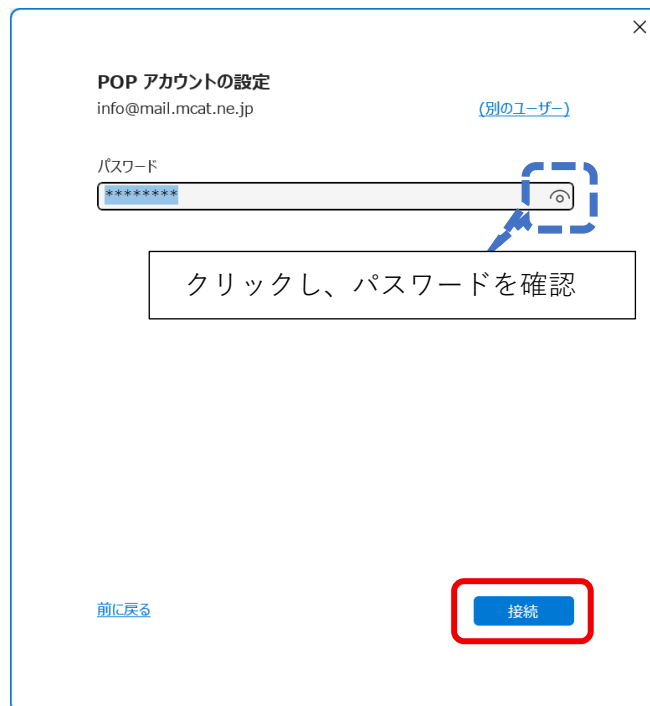 POP アカウントの設定
info@mail.mcat.ne.jp
(別のユーザー)
パスワード
********
クリックし、パスワードを確認
前に戻る
接続